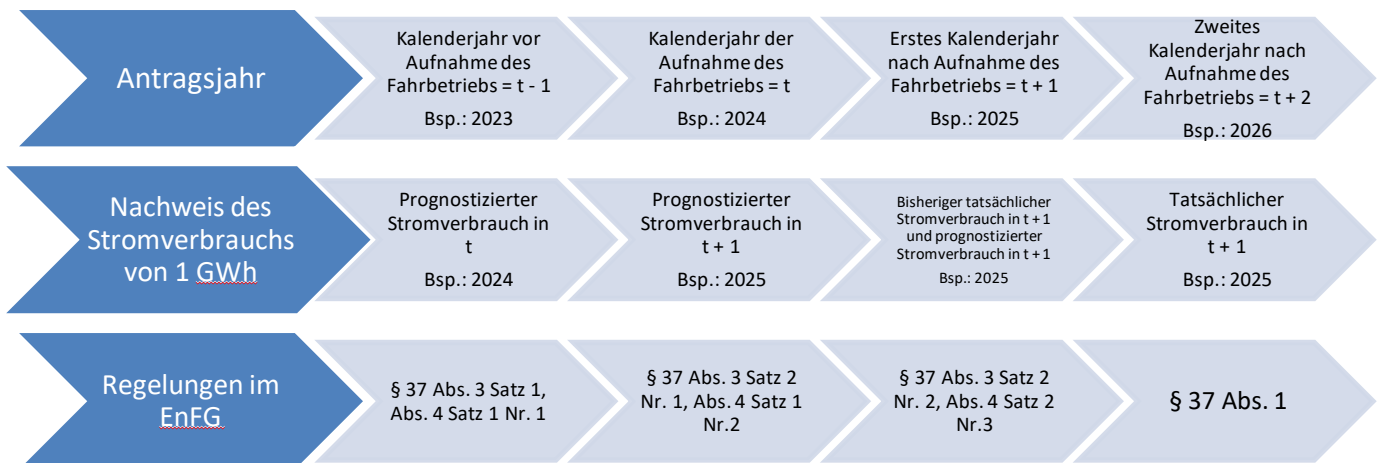 Antragsjahr
Kalenderjahr vor
Aufnahme des
Fahrbetriebs = t - 1
Bsp.: 2023
Kalenderjahr der
Aufnahme des
Fahrbetriebs = t
Bsp.: 2024
Erstes Kalenderjahr
nach Aufnahme des
Fahrbetriebs = t + 1
Bsp.: 2025
Zweites
Kalenderjahr nach
Aufnahme des
Fahrbetriebs = t + 2
Bsp.: 2026
Nachweis des
Stromverbrauchs
von 1 GWh
Prognostizierter
Stromverbrauch in
t
Bsp.: 2024
Prognostizierter
Stromverbrauch in
t + 1
Bsp.: 2025
Bisheriger tatsächlicher
Stromverbrauch in t + 1
und prognostizierter
Stromverbrauch in t + 1
Bsp.: 2025
Tatsächlicher
Stromverbrauch in
t + 1
Bsp.: 2025
Regelungen im
EnFG
§ 37 Abs. 3 Satz 1,
Abs. 4 Satz 1 Nr. 1
§ 37 Abs. 3 Satz 2
Nr. 1, Abs. 4 Satz 1
Nr.2
§ 37 Abs. 3 Satz 2
Nr. 2, Abs. 4 Satz 2
Nr.3
§ 37 Abs. 1